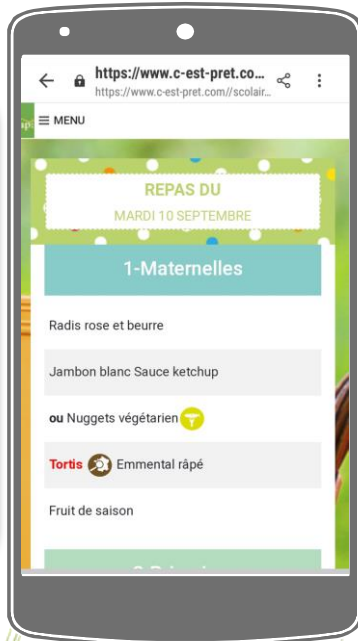 https://www.c-est-pret.co...
https://www.c-est-pret.com//scolair...
≡ MENU
REPAS DU
MARDI 10 SEPTEMBRE
1-Maternelles
Radis rose et beurre
Jambon blanc Sauce ketchup
ou Nuggets végétarien
Tortis Emmental râpé
Fruit de saison